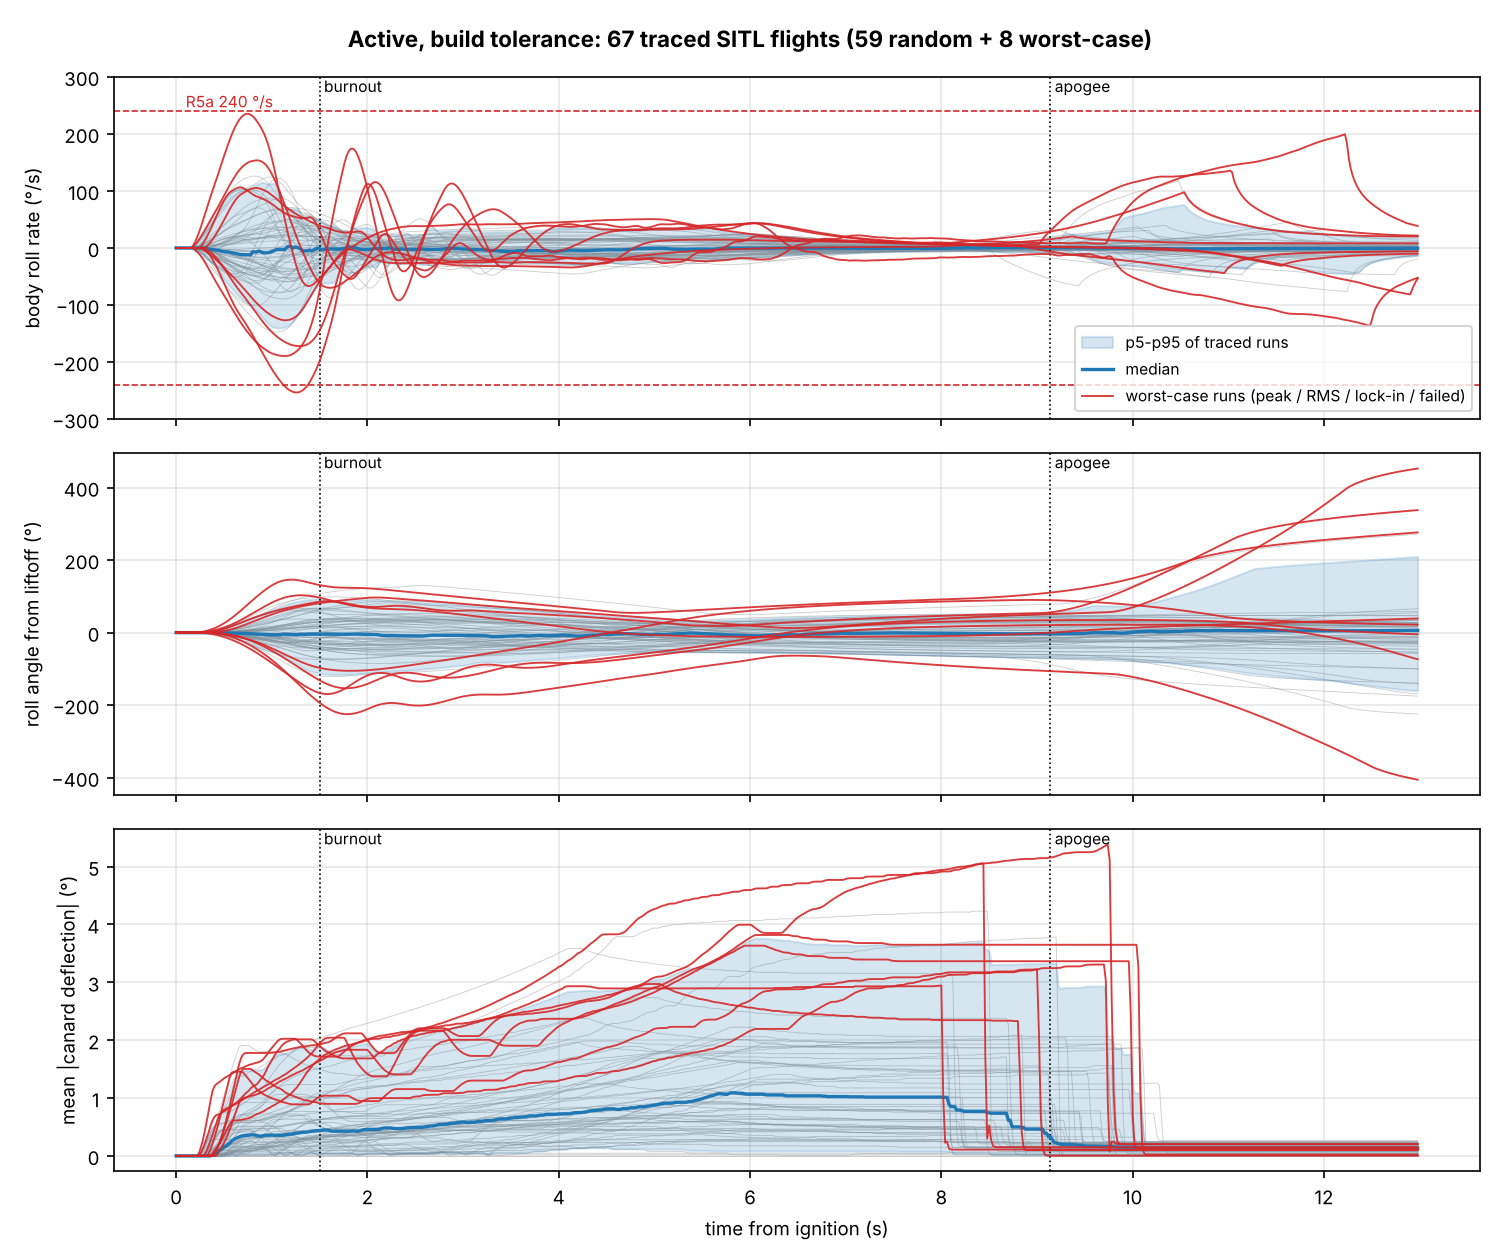 Active, build tolerance: 67 traced SITL flights (59 random + 8 worst-case)
300
200
100
0
−100
−200
−300
body roll rate (°/s)
R5a 240 °/s
burnout
apogee
p5-p95 of traced runs
median
worst-case runs (peak / RMS / lock-in / failed)
400
200
0
−200
−400
roll angle from liftoff (°)
burnout
apogee
5
4
3
2
1
0
mean |canard deflection| (°)
burnout
apogee
0 2 4 6 8 10 12
time from ignition (s)